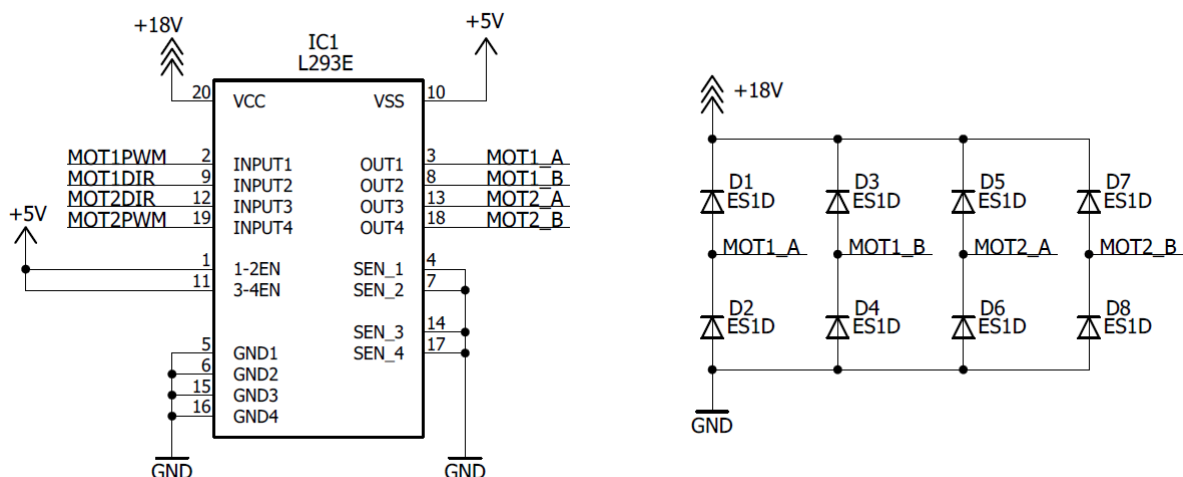 +18V
+5V
IC1
L293E
20 VCC VSS 10
MOT1PWM 2 INPUT1 OUT1 3 MOT1_A
MOT1DIR 9 INPUT2 OUT2 8 MOT1_B
MOT2DIR 12 INPUT3 OUT3 13 MOT2_A
MOT2PWM 19 INPUT4 OUT4 18 MOT2_B
+5V
1 1-2EN SEN_1 4
11 3-4EN SEN_2 7
SEN_3 14
5 GND1 SEN_4 17
6 GND2
15 GND3
16 GND4
GND GND
+18V
D1 D3 D5 D7
ES1D ES1D ES1D ES1D
MOT1_A MOT1_B MOT2_A MOT2_B
D2 D4 D6 D8
ES1D ES1D ES1D ES1D
GND